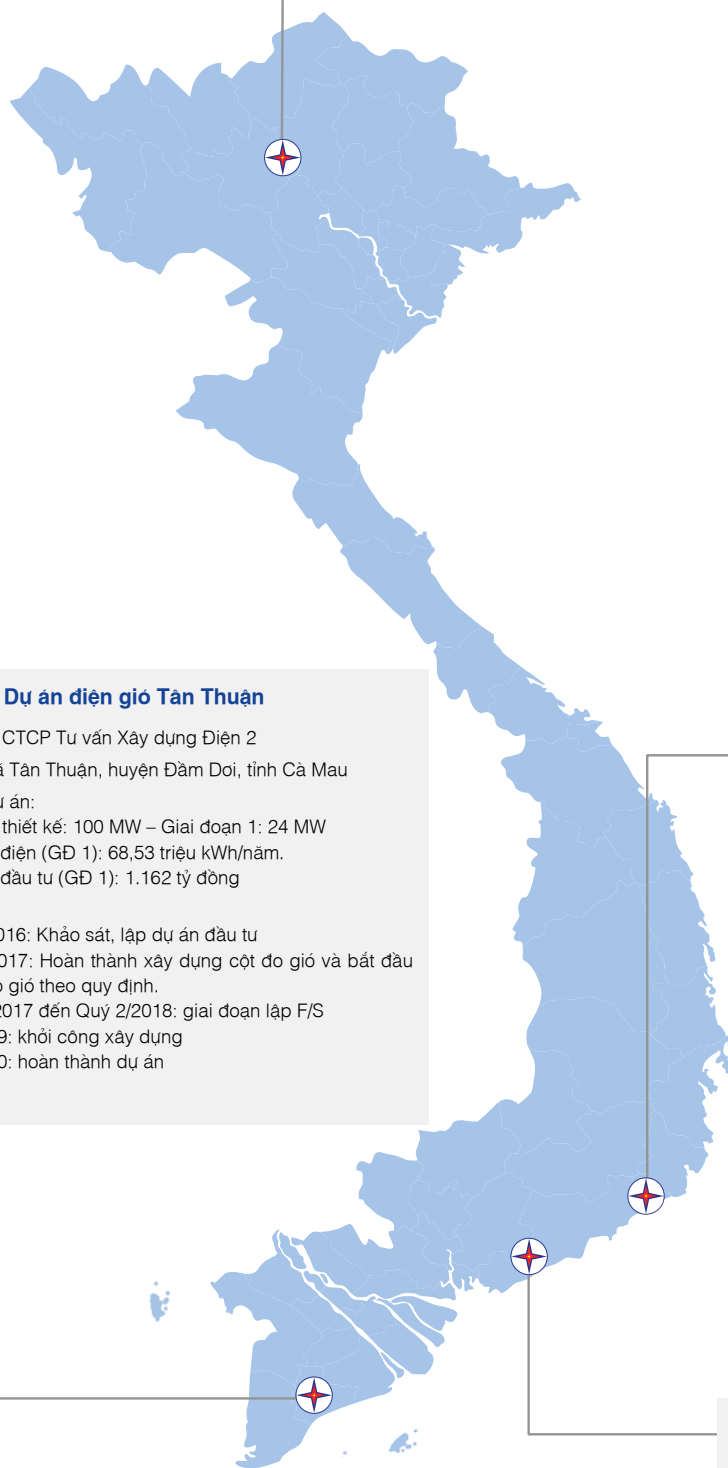 Dự án điện gió Tân Thuận
CTCP Tư vấn Xây dựng Điện 2
Tân Thuận, huyện Đầm Dơi, tỉnh Cà Mau
án:
thiết kế: 100 MW – Giai đoạn 1: 24 MW
điện (GĐ 1): 68,53 triệu kWh/năm.
đầu tư (GĐ 1): 1.162 tỷ đồng
016: Khảo sát, lập dự án đầu tư
017: Hoàn thành xây dựng cột đo gió và bắt đầu
gió theo quy định.
2017 đến Quý 2/2018: giai đoạn lập F/S
9: khởi công xây dựng
0: hoàn thành dự án